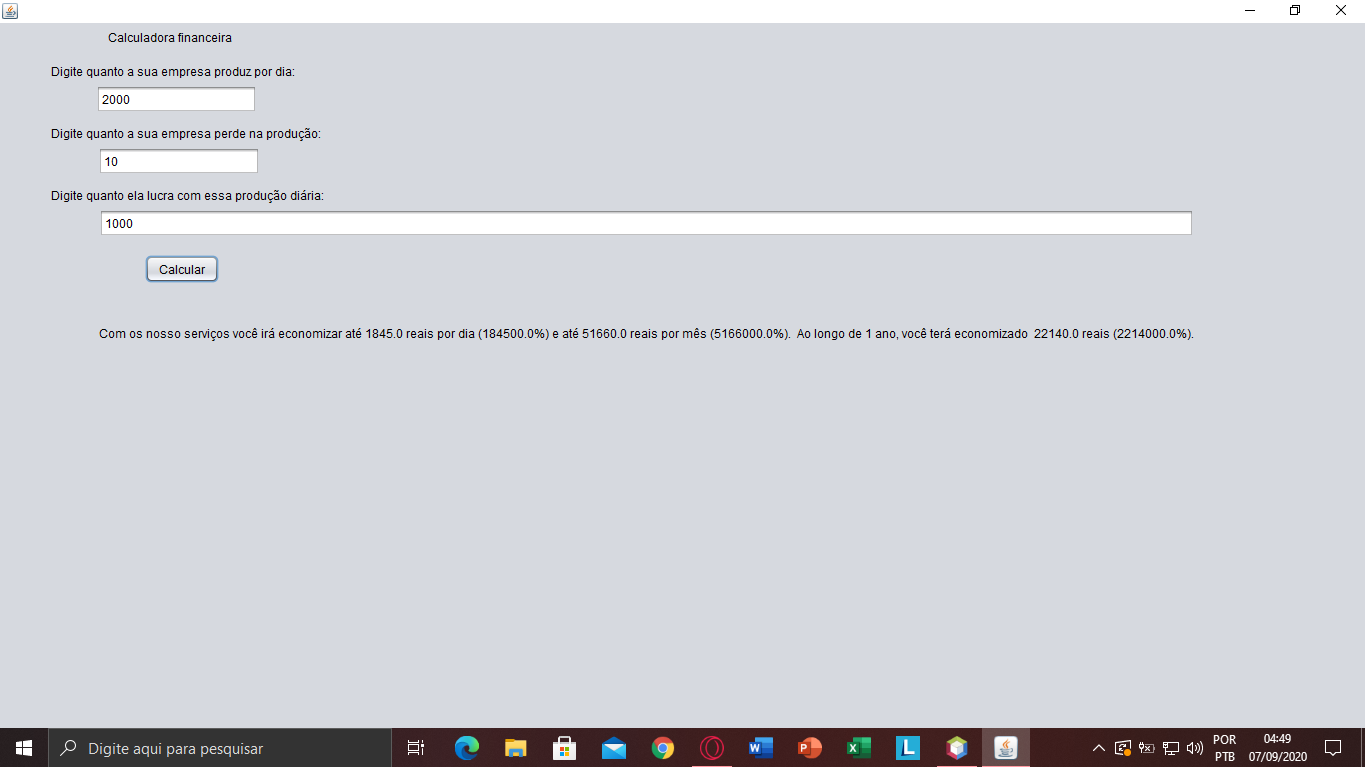 Calculadora financeira
Digite quanto a sua empresa produz por dia:
2000
Digite quanto a sua empresa perde na produção:
10
Digite quanto ela lucra com essa produção diária:
1000
Calcular
Com os nosso serviços você irá economizar até 1845.0 reais por dia (184500.0%) e até 51660.0 reais por mês (5166000.0%).  Ao longo de 1 ano, você terá economizado  22140.0 reais (2214000.0%).
Digite aqui para pesquisar
W
P
X
L
POR
PTB
04:49
07/09/2020